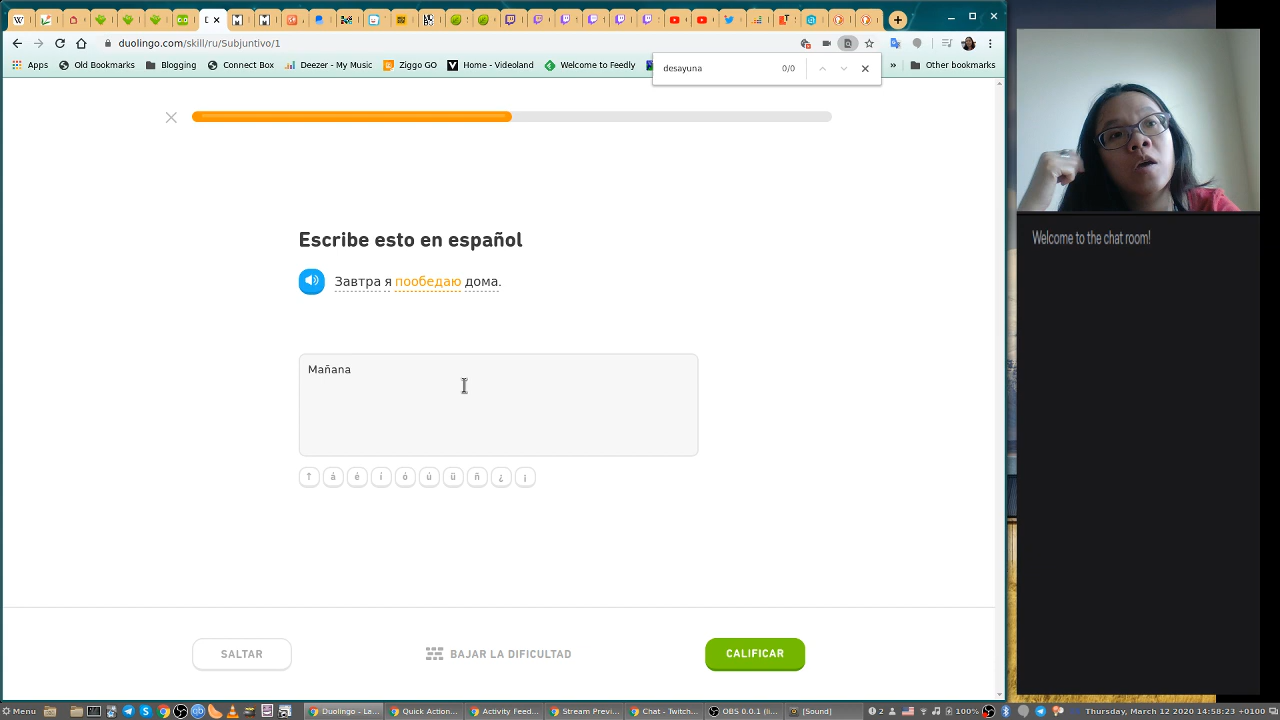 duolingo.com/skill/ru/Subjuntivo/1
Apps Old Bookmarks Blogging Connect Box Deezer - My Music Ziggo GO Home - Videoland Welcome to Feedly » Other bookmarks
desayuna 0/0
Escribe esto en español
Завтра я пообедаю дома.
Mañana
↑ á é í ó ú ü ñ ¿ ¡
SALTAR BAJAR LA DIFICULTAD CALIFICAR
Welcome to the chat room!
Menu Duolingo - La... Quick Action... Activity Feed... Stream Previ... Chat - Twitch... OBS 0.0.1 (li... (Sound) 2 100% Thursday, March 12 2020 14:58:23 +0100